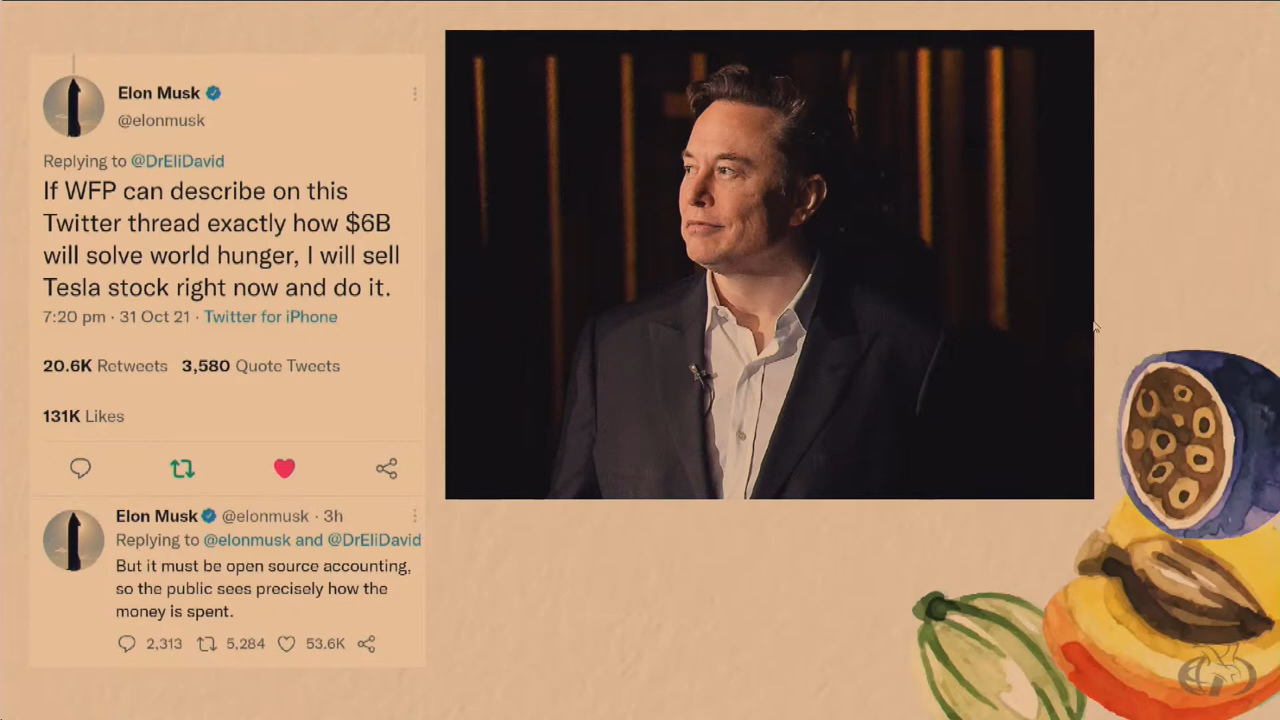 Elon Musk
@elonmusk
Replying to @DrEliDavid
If WFP can describe on this
Twitter thread exactly how $6B
will solve world hunger, I will sell
Tesla stock right now and do it.
7:20 pm · 31 Oct 21 · Twitter for iPhone
20.6K Retweets 3,580 Quote Tweets
131K Likes
Elon Musk @elonmusk · 3h
Replying to @elonmusk and @DrEliDavid
But it must be open source accounting,
so the public sees precisely how the
money is spent.
2,313 5,284 53.6K